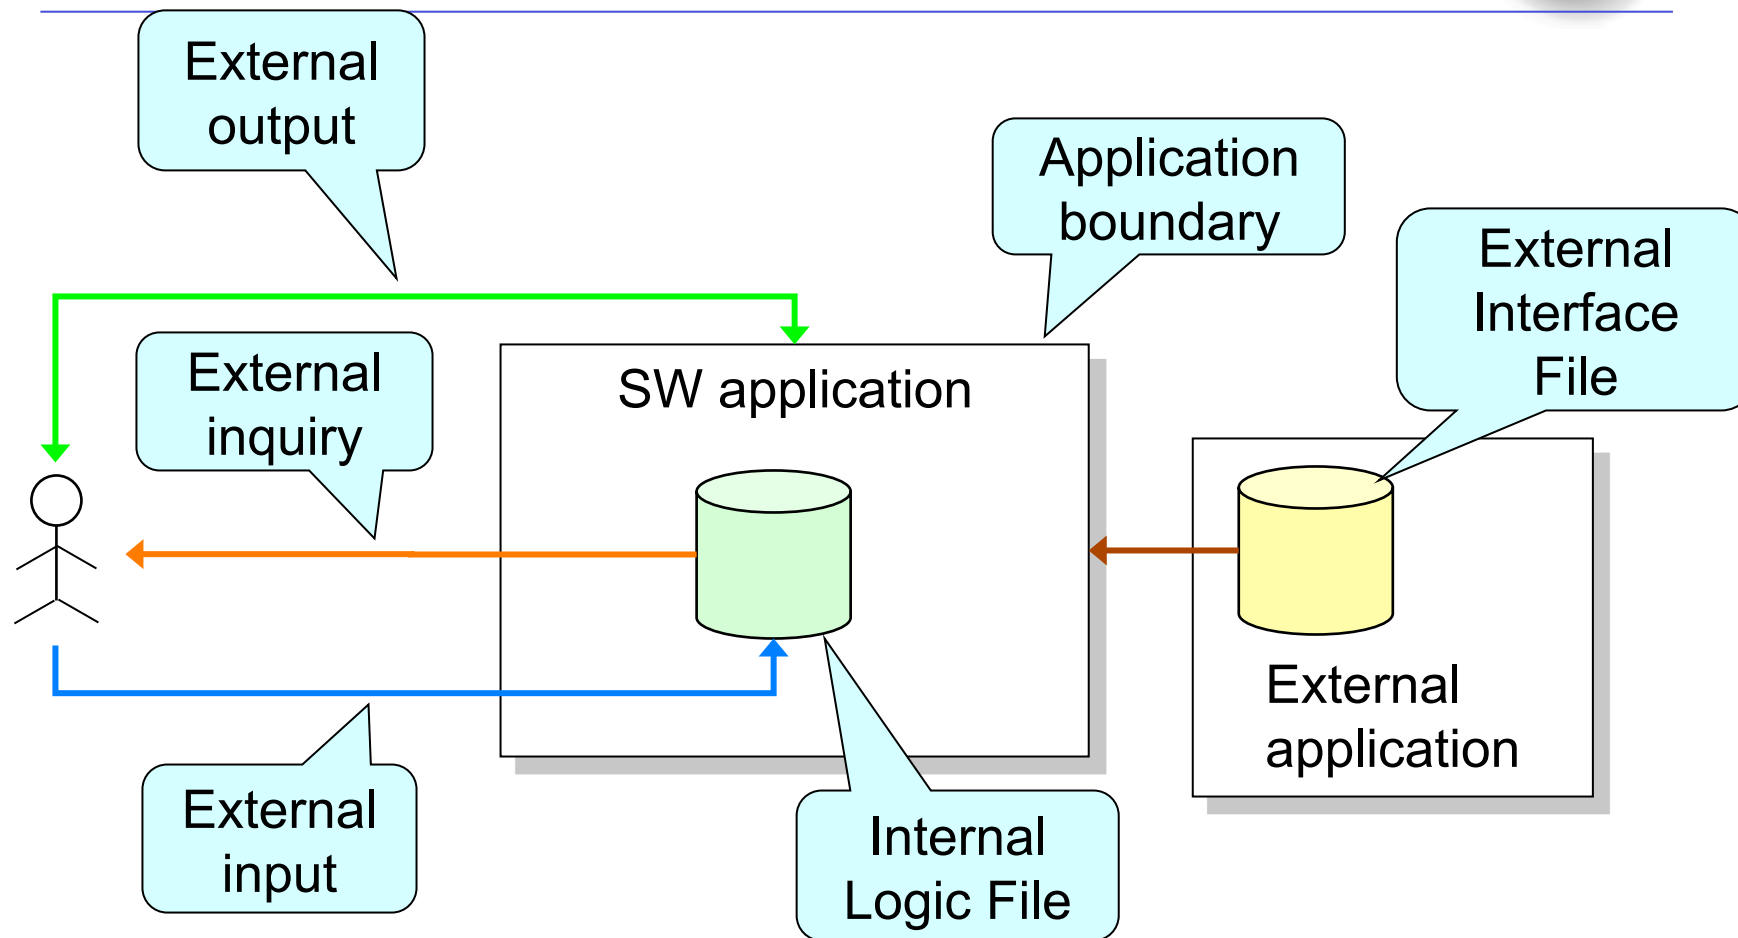 External
output
Application
boundary
External
Interface
File
External
inquiry
SW application
External
application
External
input
Internal
Logic File